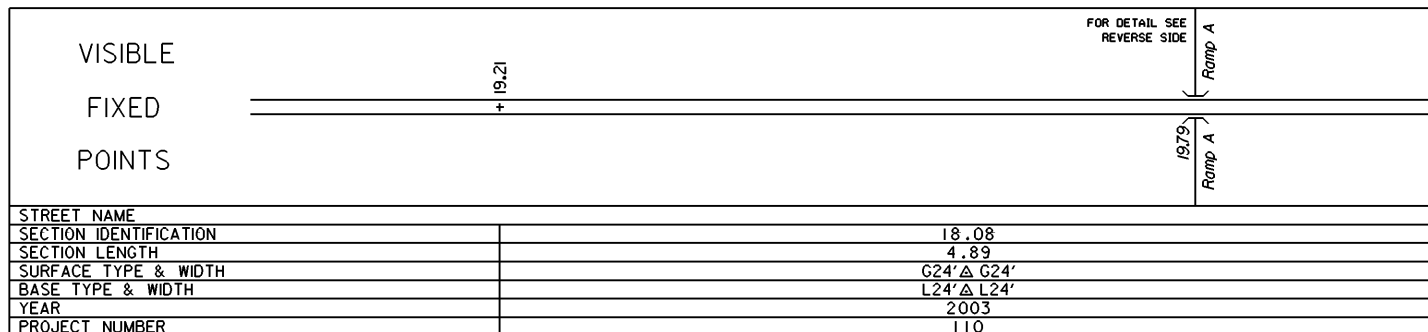 VISIBLE
FIXED
POINTS
+ 19.21
FOR DETAIL SEE
REVERSE SIDE
Ramp A
19.79
Ramp A
STREET NAME
SECTION IDENTIFICATION 18.08
SECTION LENGTH 4.89
SURFACE TYPE & WIDTH G24'△ G24'
BASE TYPE & WIDTH L24'△ L24'
YEAR 2003
PROJECT NUMBER 110